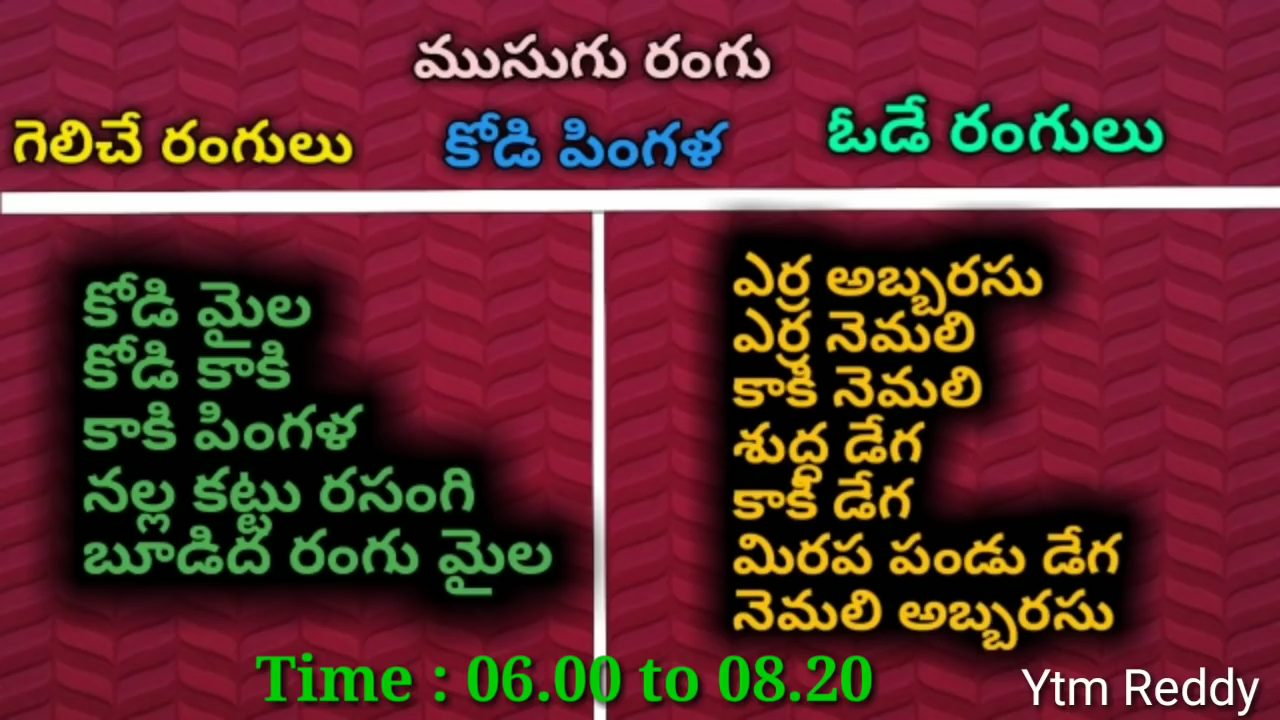 ముసుగు రంగు
గెలిచే రంగులు
కోడి పింగళ
ఓడే రంగులు
కోడి మైల
కోడి కాకి
కాకి పింగళ
నల్ల కట్టు రసంగి
బూడిద రంగు మైల
ఎర్ర అబ్బరసు
ఎర్ర నెమలి
కాకి నెమలి
శుద్ధ డేగ
కాకి డేగ
మిరప పండు డేగ
నెమలి అబ్బరసు
Time : 06.00 to 08.20
Ytm Reddy